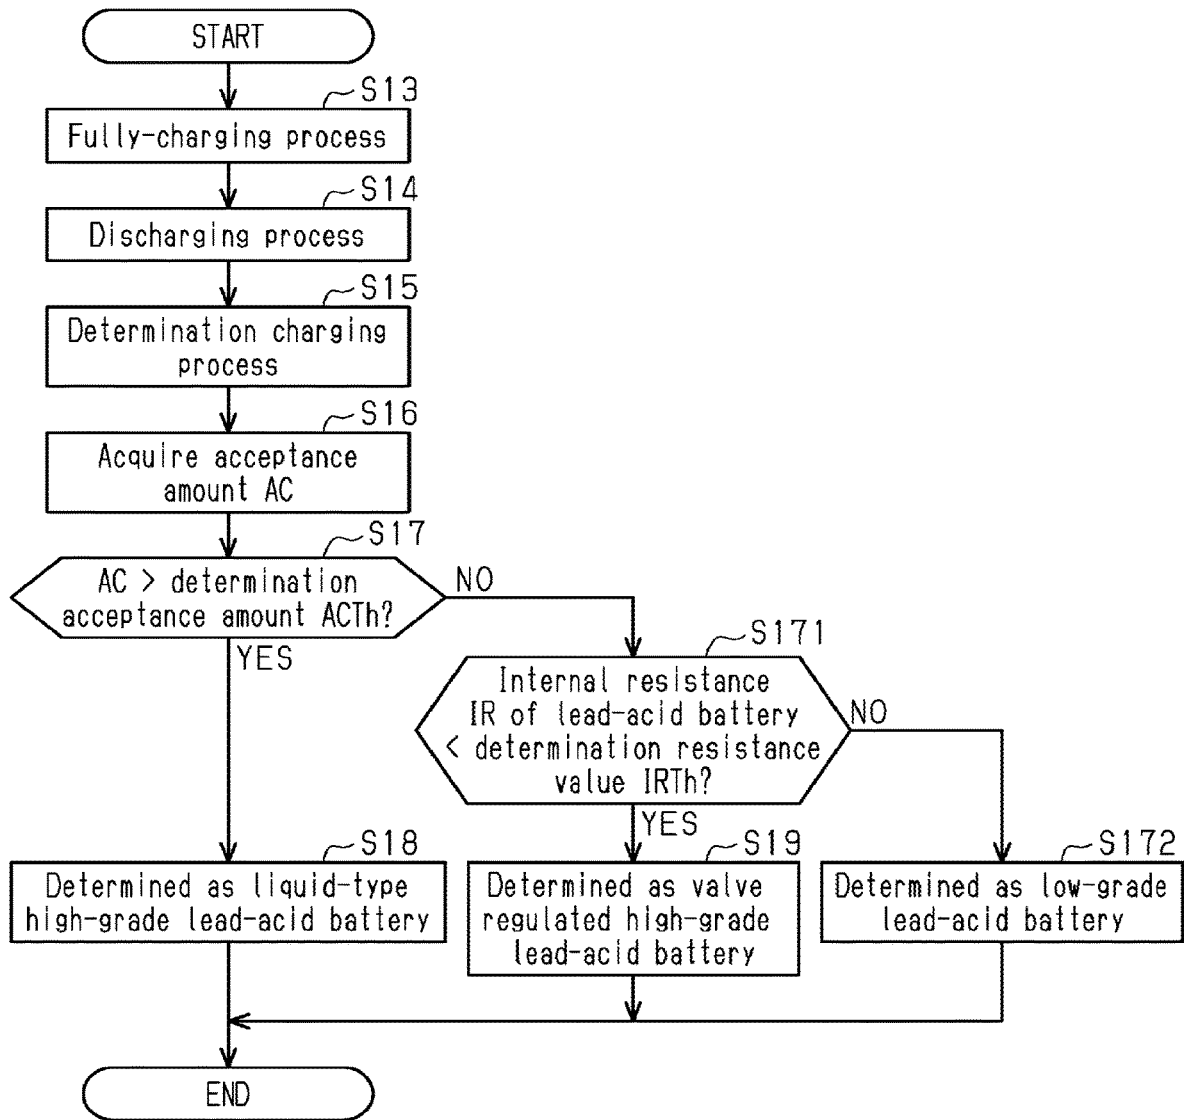 START
S13
Fully-charging process
S14
Discharging process
S15
Determination charging
process
S16
Acquire acceptance
amount AC
S17
AC > determination
acceptance amount ACTh?
NO
YES
S171
Internal resistance
IR of lead-acid battery
< determination resistance
value IRTh?
NO
YES
S18
Determined as liquid-type
high-grade lead-acid battery
S19
Determined as valve
regulated high-grade
lead-acid battery
S172
Determined as low-grade
lead-acid battery
END